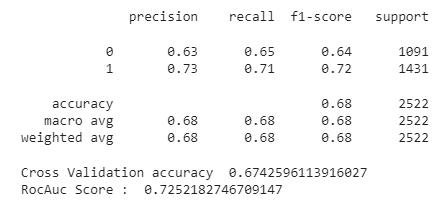 precision recall f1-score support
0 0.63 0.65 0.64 1091
1 0.73 0.71 0.72 1431
accuracy 0.68 2522
macro avg 0.68 0.68 0.68 2522
weighted avg 0.68 0.68 0.68 2522
Cross Validation accuracy 0.6742596113916027
RocAuc Score : 0.7252182746709147